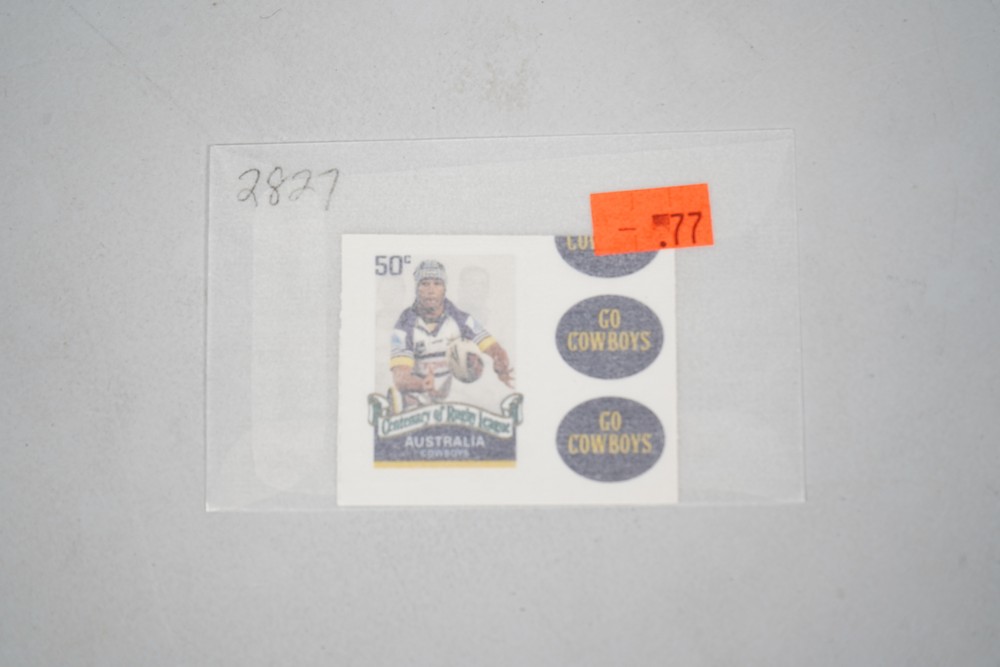 2827
- .77
50c
GO
COWBOYS
GO
COWBOYS
Centenary of Rugby League
AUSTRALIA
COWBOYS